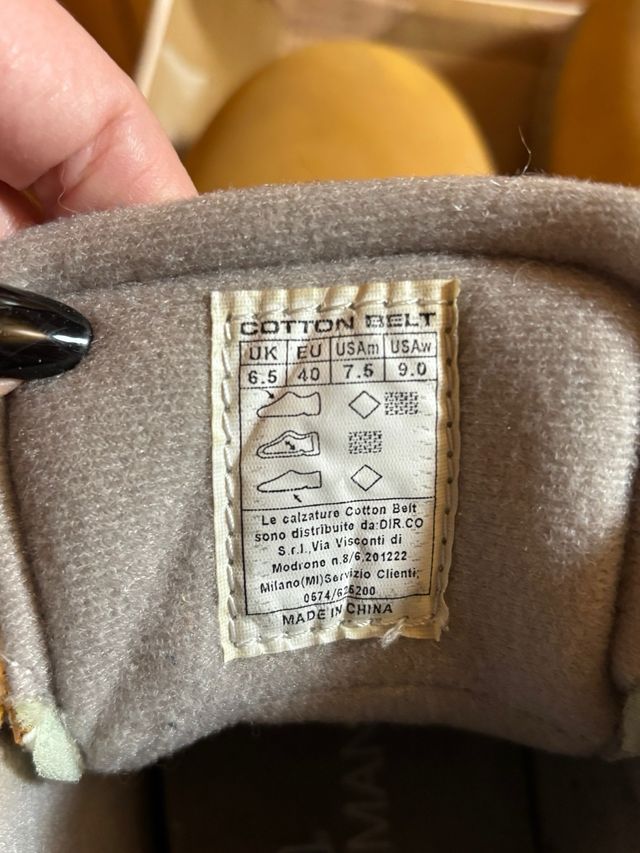 COTTON BELT
UK EU USAm USAw
6.5 40 7.5 9.0
Le calzature Cotton Belt
sono distribuite da:DIR.CO
S.r.l.,Via Visconti di
Modrone n.8/6,201222
Milano(MI)Servizio Clienti;
0574/625200
MADE IN CHINA
MAN